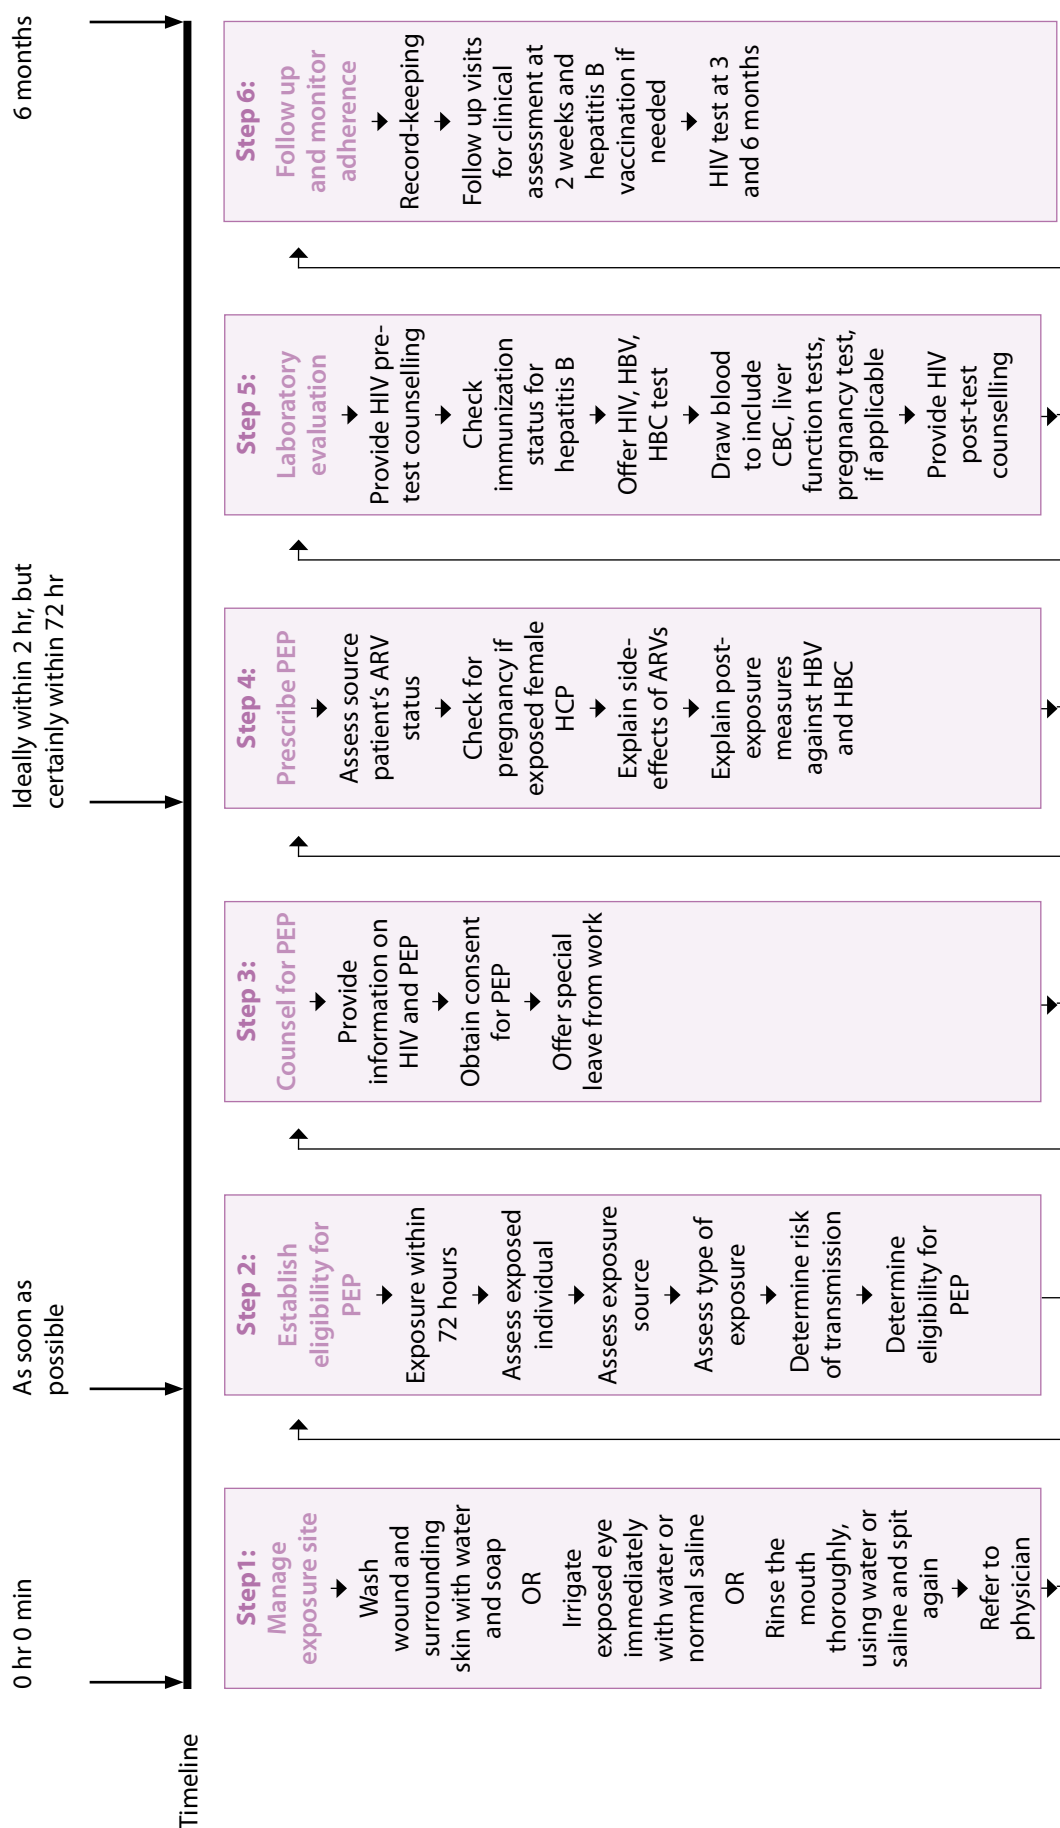 0 hr 0 min
As soon as
possible
Ideally within 2 hr, but
certainly within 72 hr
6 months
Timeline
Step1:
Manage
exposure site
Wash
wound and
surrounding
skin with water
and soap
OR
Irrigate
exposed eye
immediately
with water or
normal saline
OR
Rinse the
mouth
thoroughly,
using water or
saline and spit
again
Refer to
physician
Step 2:
Establish
eligibility for
PEP
Exposure within
72 hours
Assess exposed
individual
Assess exposure
source
Assess type of
exposure
Determine risk
of transmission
Determine
eligibility for
PEP
Step 3:
Counsel for PEP
Provide
information on
HIV and PEP
Obtain consent
for PEP
Offer special
leave from work
Step 4:
Prescribe PEP
Assess source
patient's ARV
status
Check for
pregnancy if
exposed female
HCP
Explain side-
effects of ARVs
Explain post-
exposure
measures
against HBV
and HBC
Step 5:
Laboratory
evaluation
Provide HIV pre-
test counselling
Check
immunization
status for
hepatitis B
Offer HIV, HBV,
HBC test
Draw blood
to include
CBC, liver
function tests,
pregnancy test,
if applicable
Provide HIV
post-test
counselling
Step 6:
Follow up
and monitor
adherence
Record-keeping
Follow up visits
for clinical
assessment at
2 weeks and
hepatitis B
vaccination if
needed
HIV test at 3
and 6 months